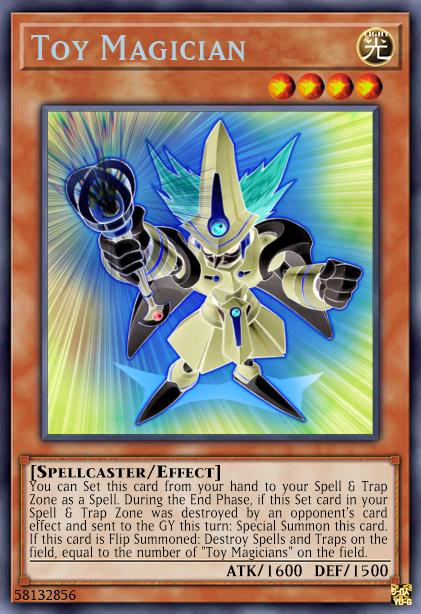 TOY MAGICIAN
LIGHT
光
[SPELLCASTER/EFFECT]
You can Set this card from your hand to your Spell & Trap
Zone as a Spell. During the End Phase, if this Set card in your
Spell & Trap Zone was destroyed by an opponent's card
effect and sent to the GY this turn: Special Summon this card.
If this card is Flip Summoned: Destroy Spells and Traps on the
field, equal to the number of "Toy Magicians" on the field.
ATK/1600 DEF/1500
58132856